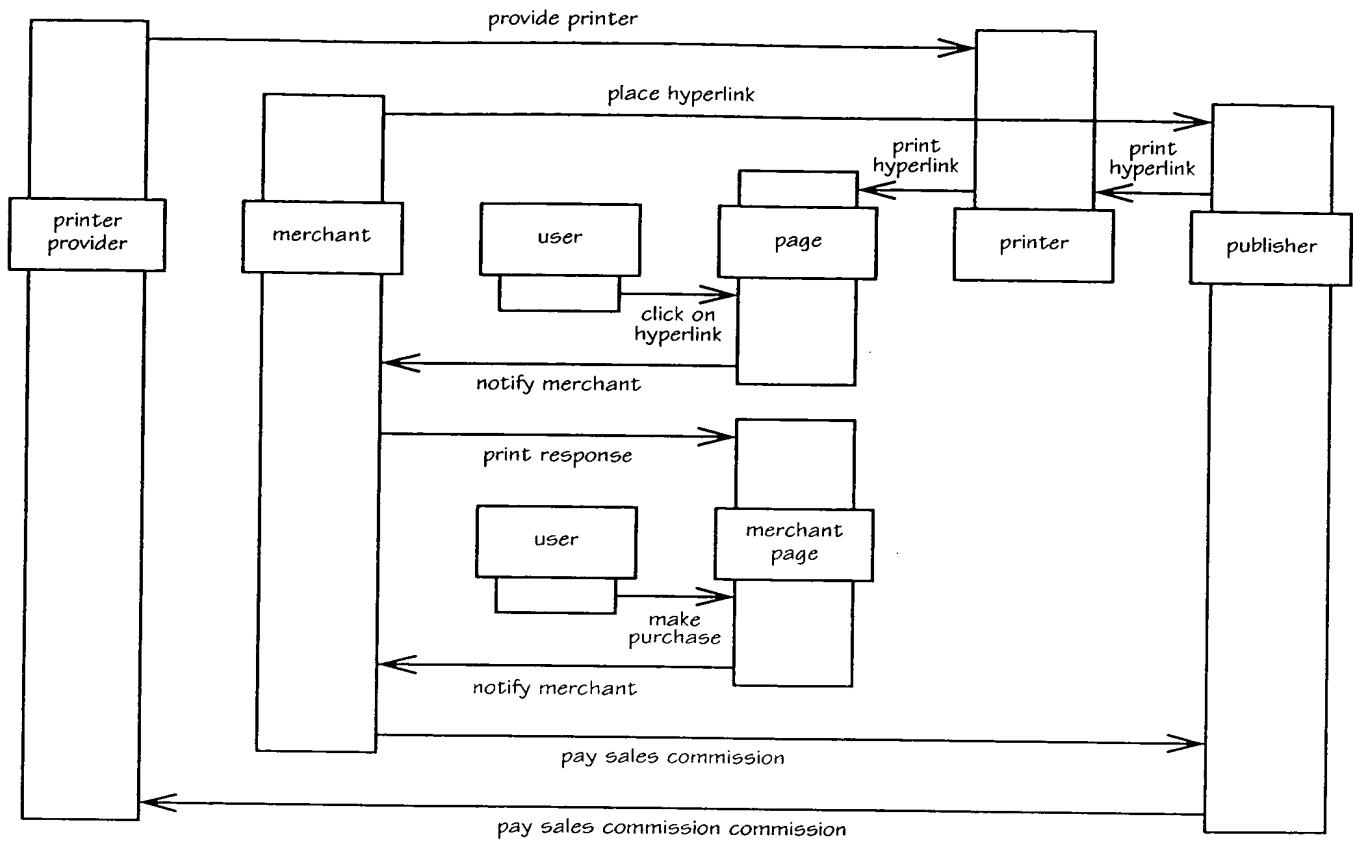 provide printer
place hyperlink
print
hyperlink
print
hyperlink
printer
provider
merchant
user
page
printer
publisher
click on
hyperlink
notify merchant
print response
user
merchant
page
make
purchase
notify merchant
pay sales commission
pay sales commission commission